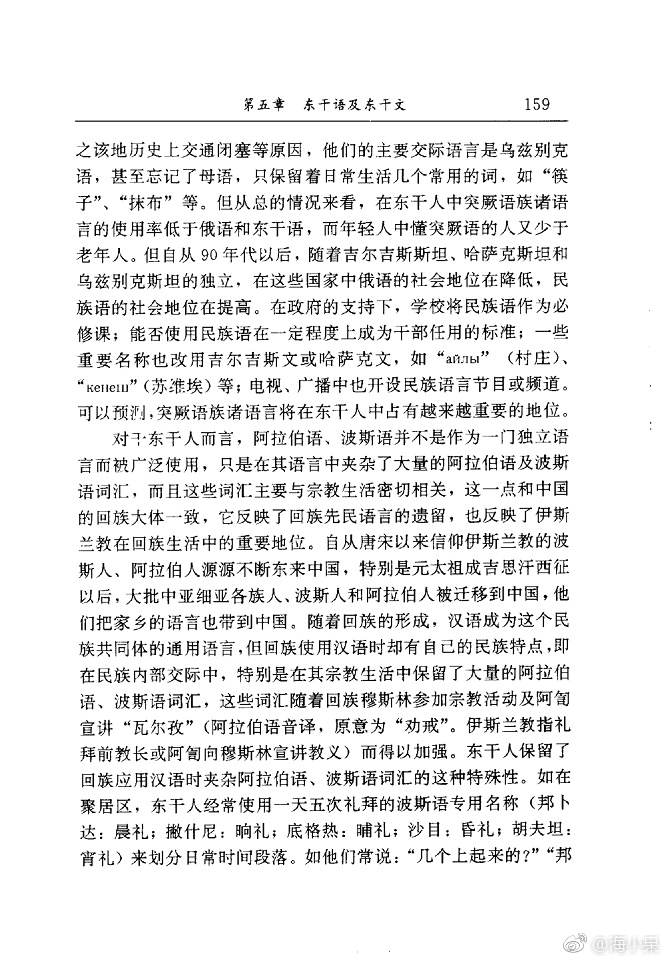 第五章 东干语及东干文 159
之该地历史上交通闭塞等原因，他们的主要交际语言是乌兹别克
语，甚至忘记了母语，只保留着日常生活几个常用的词，如“筷
子”、“抹布”等。但从总的情况来看，在东干人中突厥语族诸语
言的使用率低于俄语和东干语，而年轻人中懂突厥语的人又少于
老年人。但自从90年代以后，随着吉尔吉斯斯坦、哈萨克斯坦和
乌兹别克斯坦的独立，在这些国家中俄语的社会地位在降低，民
族语的社会地位在提高。在政府的支持下，学校将民族语作为必
修课；能否使用民族语在一定程度上成为干部任用的标准；一些
重要名称也改用吉尔吉斯文或哈萨克文，如“айлы”（村庄）、
“кенеш”（苏维埃）等；电视、广播中也开设民族语言节目或频道。
可以预测，突厥语族诸语言将在东干人中占有越来越重要的地位。
对于东干人而言，阿拉伯语、波斯语并不是作为一门独立语
言而被广泛使用，只是在其语言中夹杂了大量的阿拉伯语及波斯
语词汇，而且这些词汇主要与宗教生活密切相关，这一点和中国
的回族大体一致，它反映了回族先民语言的遗留，也反映了伊斯
兰教在回族生活中的重要地位。自从唐宋以来信仰伊斯兰教的波
斯人、阿拉伯人源源不断东来中国，特别是元太祖成吉思汗西征
以后，大批中亚细亚各族人、波斯人和阿拉伯人被迁移到中国，他
们把家乡的语言也带到中国。随着回族的形成，汉语成为这个民
族共同体的通用语言，但回族使用汉语时却有自己的民族特点，即
在民族内部交际中，特别是在其宗教生活中保留了大量的阿拉伯
语、波斯语词汇，这些词汇随着回族穆斯林参加宗教活动及阿訇
宣讲“瓦尔孜”（阿拉伯语音译，原意为“劝戒”。伊斯兰教指礼
拜前教长或阿訇向穆斯林宣讲教义）而得以加强。东干人保留了
回族应用汉语时夹杂阿拉伯语、波斯语词汇的这种特殊性。如在
聚居区，东干人经常使用一天五次礼拜的波斯语专用名称（邦卜
达：晨礼；撇什尼：晌礼；底格热：晡礼；沙目：昏礼；胡夫坦：
宵礼）来划分日常时间段落。如他们常说：“几个上起来的？”“邦
@海小呆